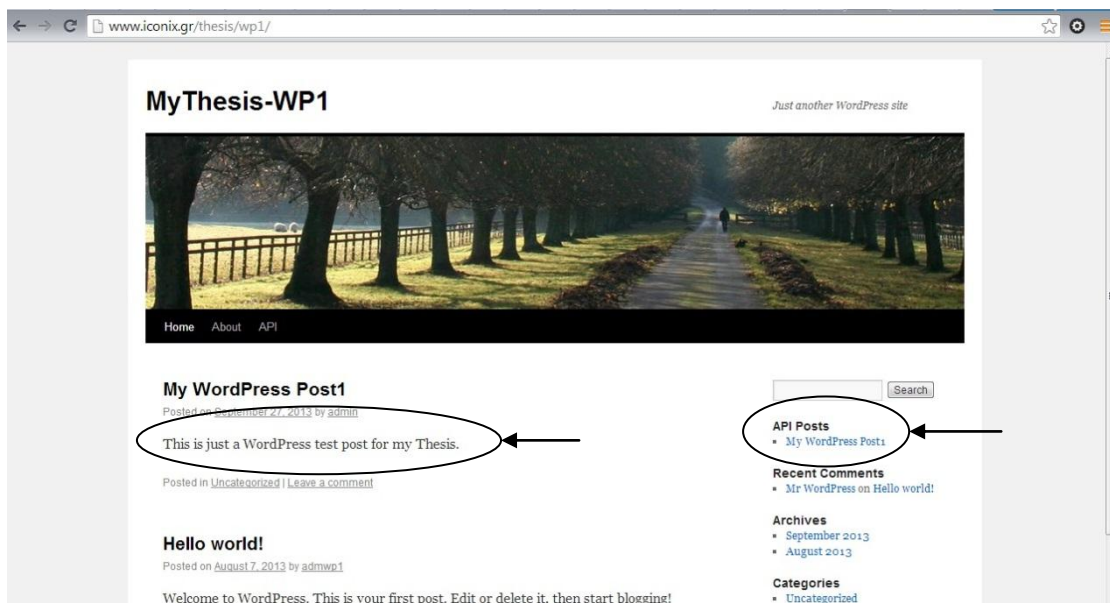 www.iconix.gr/thesis/wp1/
MyThesis-WP1
Just another WordPress site
Home About API
My WordPress Post1
Posted on September 27, 2013 by admin
This is just a WordPress test post for my Thesis.
Posted in Uncategorized | Leave a comment
Hello world!
Posted on August 7, 2013 by admwp1
Welcome to WordPress. This is your first post. Edit or delete it, then start blogging!
Search
API Posts
My WordPress Post1
Recent Comments
Mr WordPress on Hello world!
Archives
September 2013
August 2013
Categories
Uncategorized